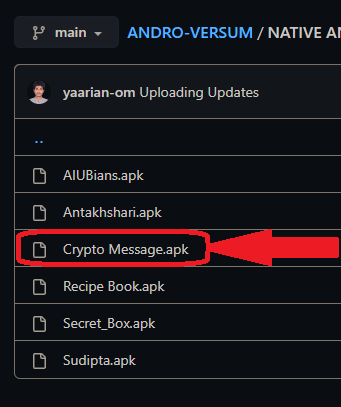 main
ANDRO-VERSUM / NATIVE
yaarian-om Uploading Updates
..
AIUBians.apk
Antakhshari.apk
Crypto Message.apk
Recipe Book.apk
Secret_Box.apk
Sudipta.apk